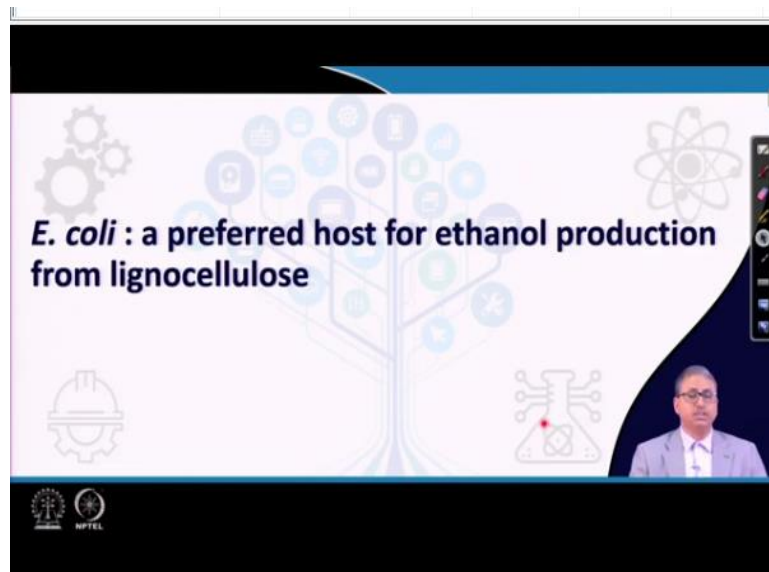 E. coli : a preferred host for ethanol production
from lignocellulose
NPTEL